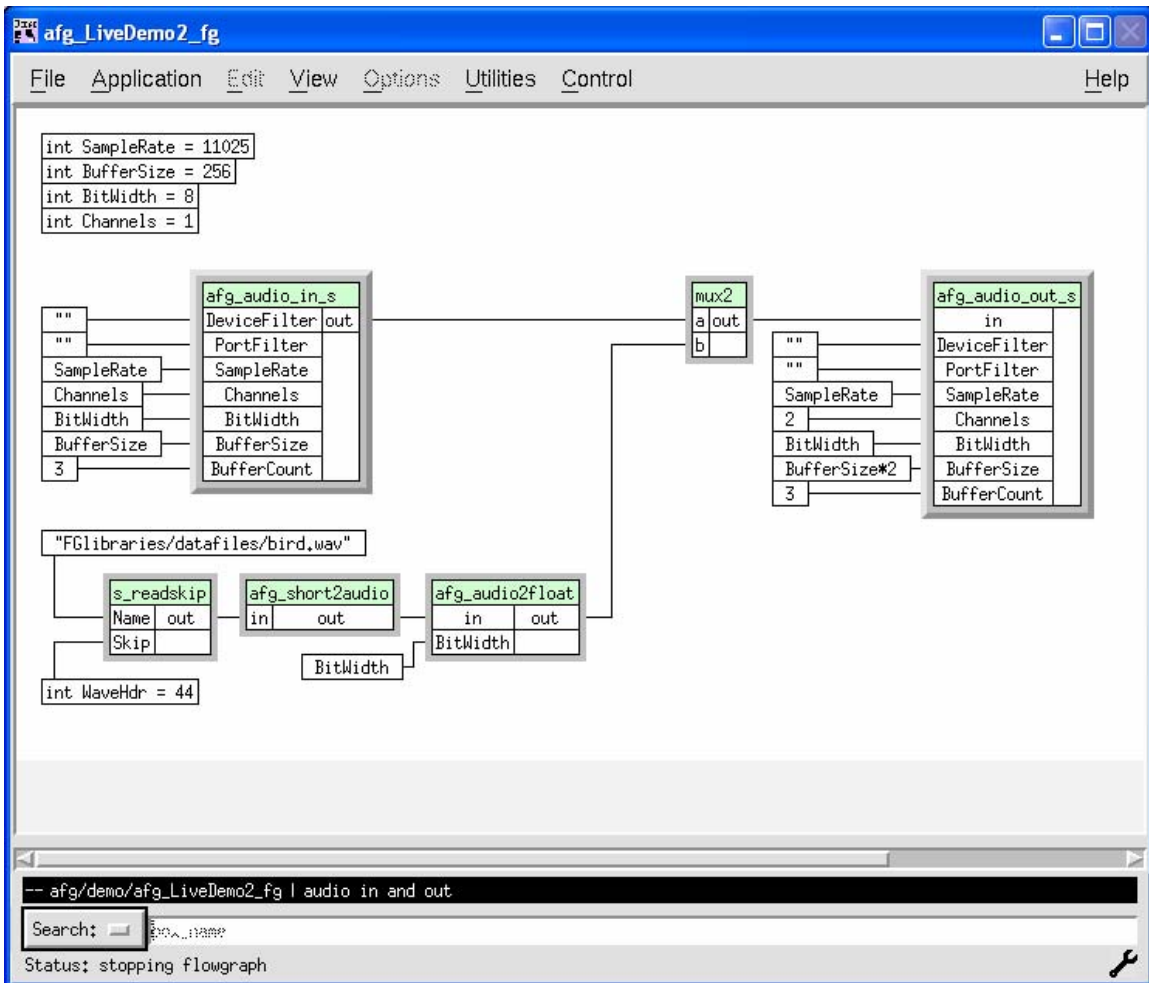 afg_LiveDemo2_fg
File Application Edit View Options Utilities Control Help
int SampleRate = 11025
int BufferSize = 256
int BitWidth = 8
int Channels = 1
afg_audio_in_s
"" DeviceFilter out
"" PortFilter
SampleRate SampleRate
Channels Channels
BitWidth BitWidth
BufferSize BufferSize
3 BufferCount
mux2
a out
b
afg_audio_out_s
in
"" DeviceFilter
"" PortFilter
SampleRate SampleRate
2 Channels
BitWidth BitWidth
BufferSize*2 BufferSize
3 BufferCount
"FGlibraries/datafiles/bird.wav"
s_readskip
Name out
Skip
int WaveHdr = 44
afg_short2audio
in out
afg_audio2float
in out
BitWidth
BitWidth
-- afg/demo/afg_LiveDemo2_fg | audio in and out
Search: box_name
Status: stopping flowgraph